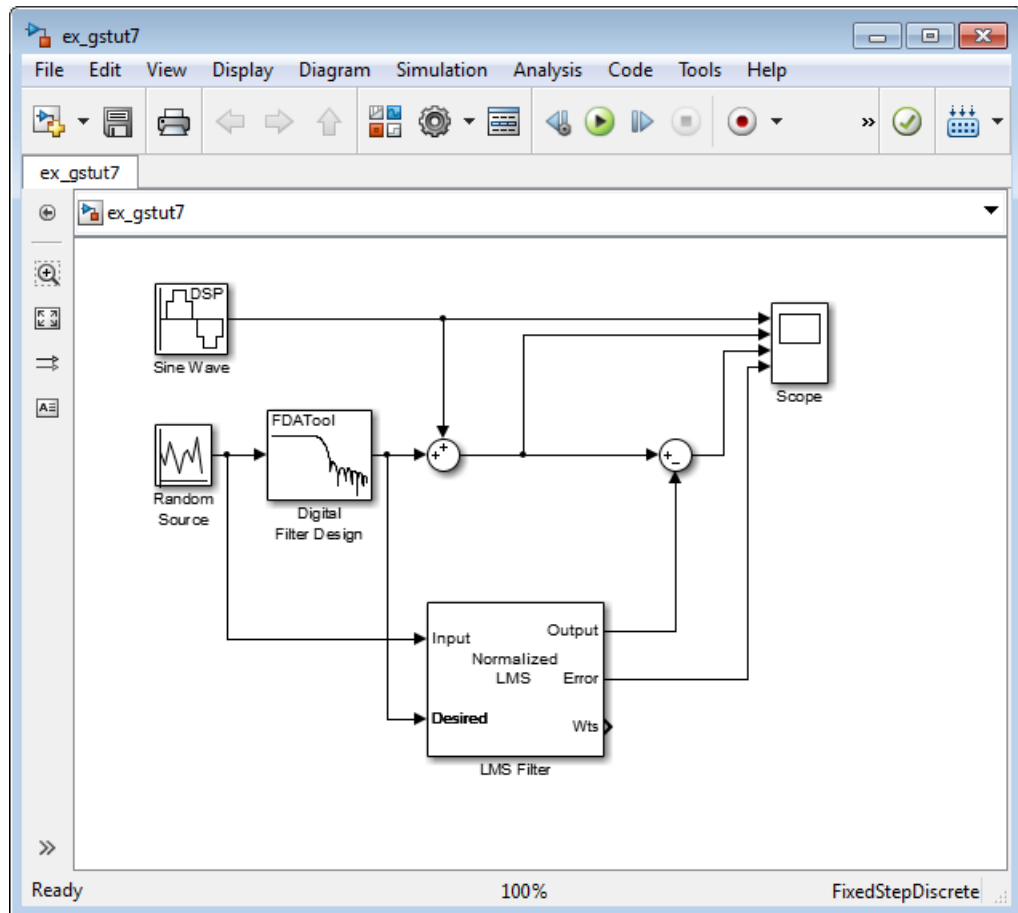 ex_gstut7
File Edit View Display Diagram Simulation Analysis Code Tools Help
»
ex_gstut7
ex_gstut7
A
DSP
Sine Wave
Scope
FDATool
+ +
+ -
Random
Source
Digital
Filter Design
Input
Output
Normalized
LMS
Error
Desired
Wts
LMS Filter
»
Ready 100% FixedStepDiscrete